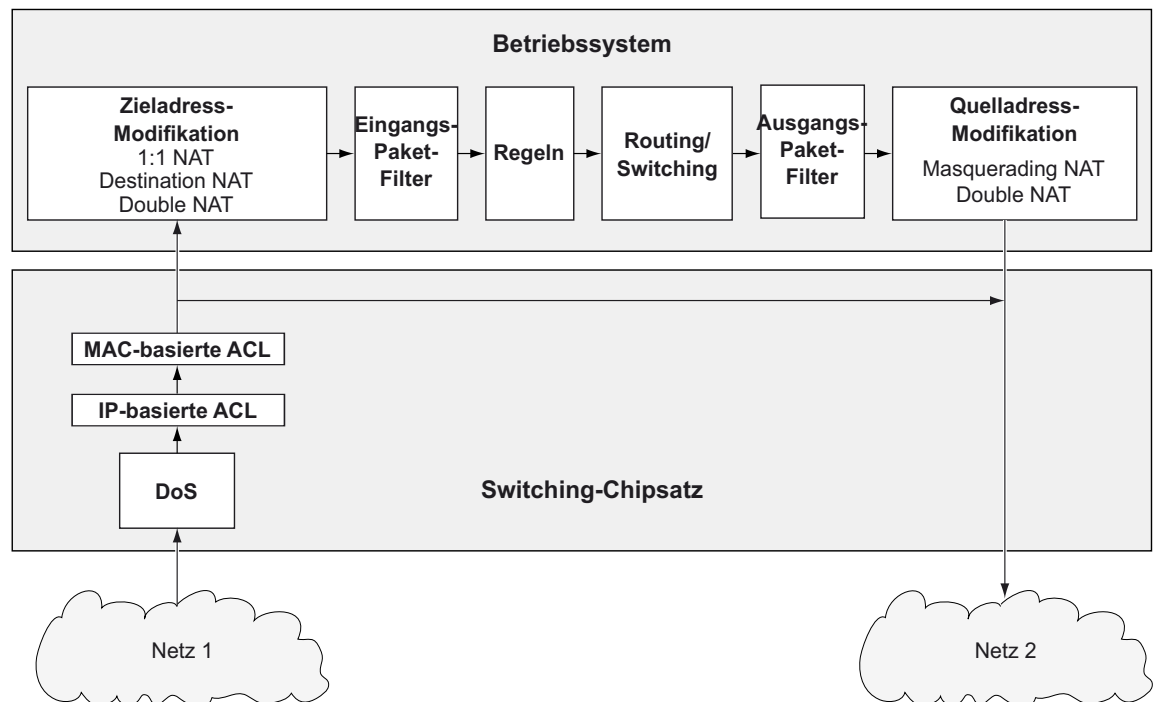 Betriebssystem
Zieladress-
Modifikation
1:1 NAT
Destination NAT
Double NAT
Eingangs-
Paket-
Filter
Regeln
Routing/
Switching
Ausgangs-
Paket-
Filter
Quelladress-
Modifikation
Masquerading NAT
Double NAT
MAC-basierte ACL
IP-basierte ACL
DoS
Switching-Chipsatz
Netz 1
Netz 2